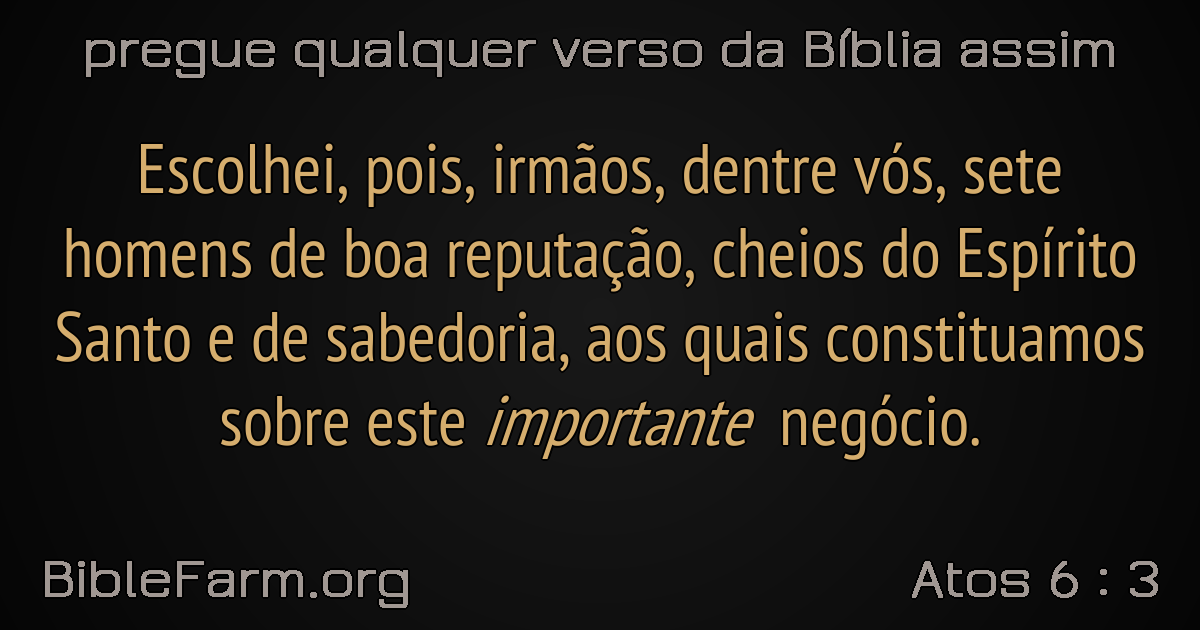 pregue qualquer verso da Bíblia assim
Escolhei, pois, irmãos, dentre vós, sete
homens de boa reputação, cheios do Espírito
Santo e de sabedoria, aos quais constituamos
sobre este importante negócio.
BibleFarm.org
Atos 6 : 3